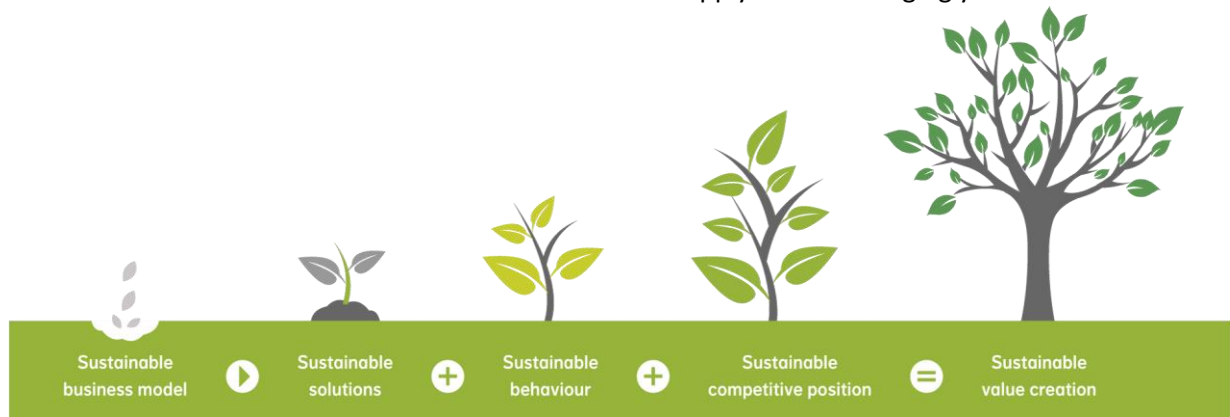 Sustainable
business model
Sustainable
solutions
+
Sustainable
behaviour
+
Sustainable
competitive position
=
Sustainable
value creation